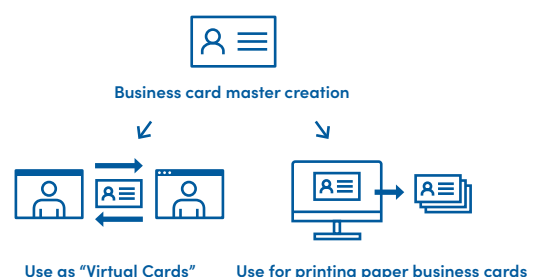 Business card master creation
Use as “Virtual Cards”
Use for printing paper business cards